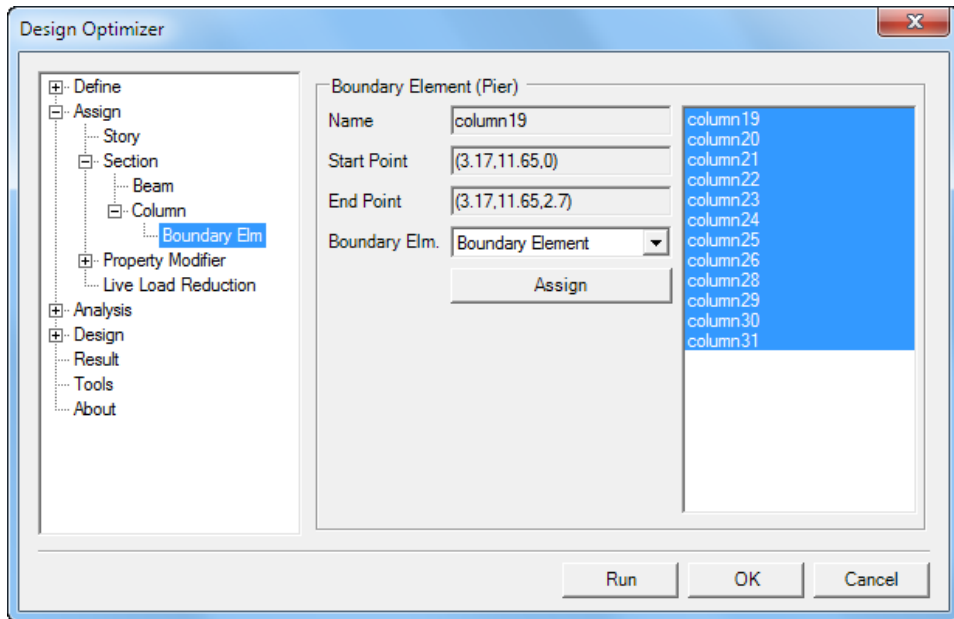 Design Optimizer
Define
Assign
Story
Section
Beam
Column
Boundary Elm
Property Modifier
Live Load Reduction
Analysis
Design
Result
Tools
About
Boundary Element (Pier)
Name column19
Start Point (3.17,11.65,0)
End Point (3.17,11.65,2.7)
Boundary Elm. Boundary Element
Assign
column19
column20
column21
column22
column23
column24
column25
column26
column28
column29
column30
column31
Run OK Cancel